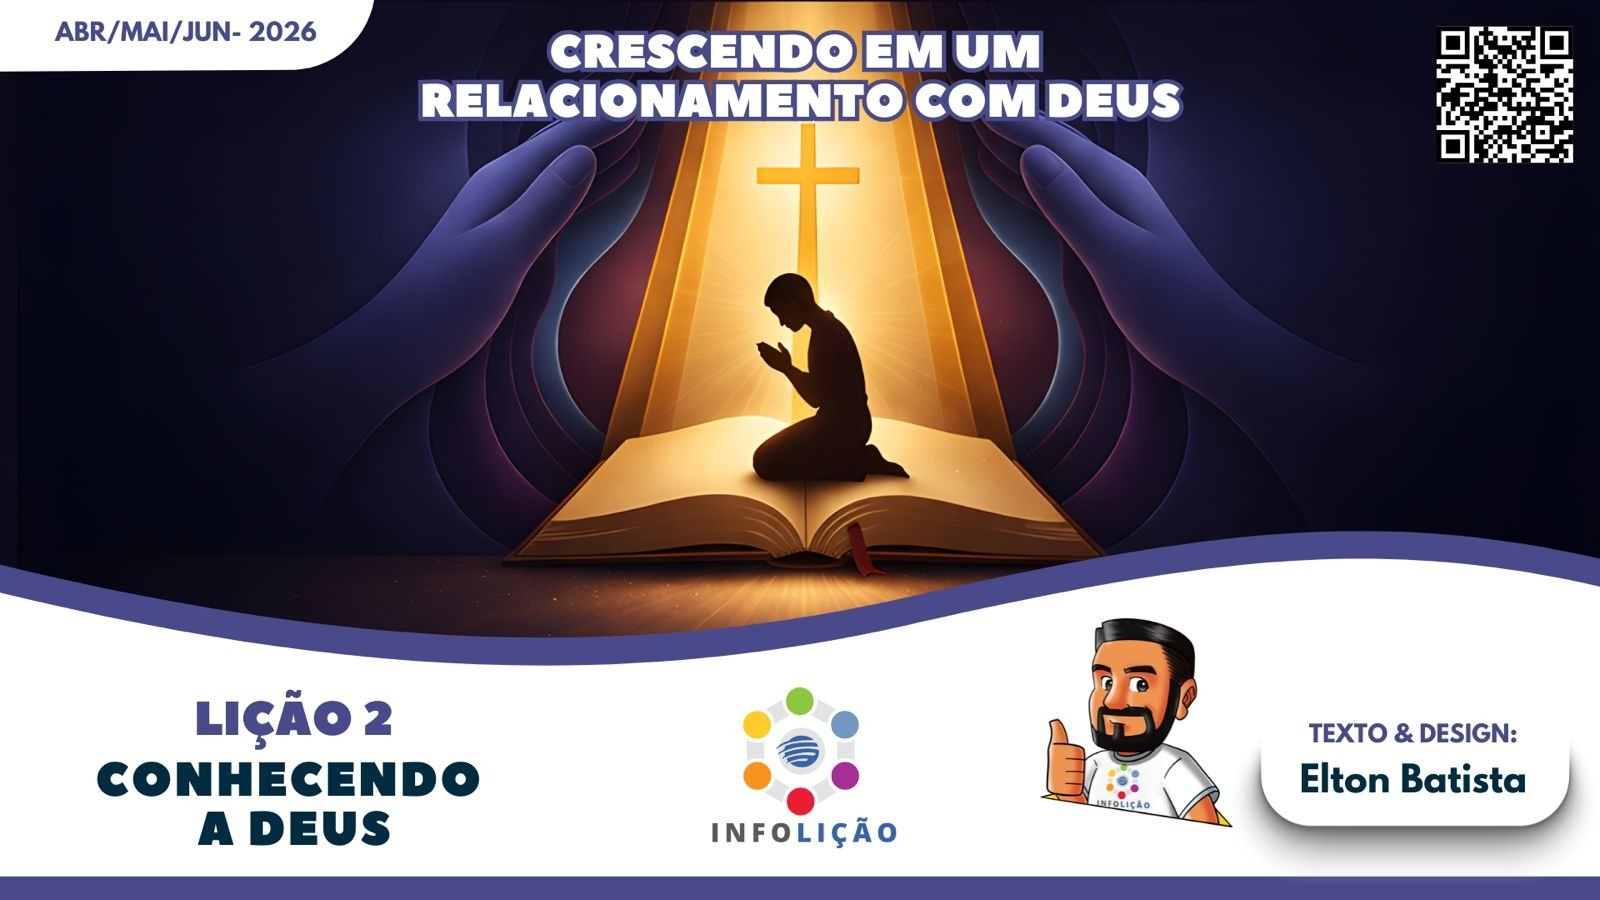 ABR/MAI/JUN- 2026
CRESCENDO EM UM
RELACIONAMENTO COM DEUS
LIÇÃO 2
CONHECENDO
A DEUS
INFOLIÇÃO
INFOLIÇÃO
TEXTO & DESIGN:
Elton Batista